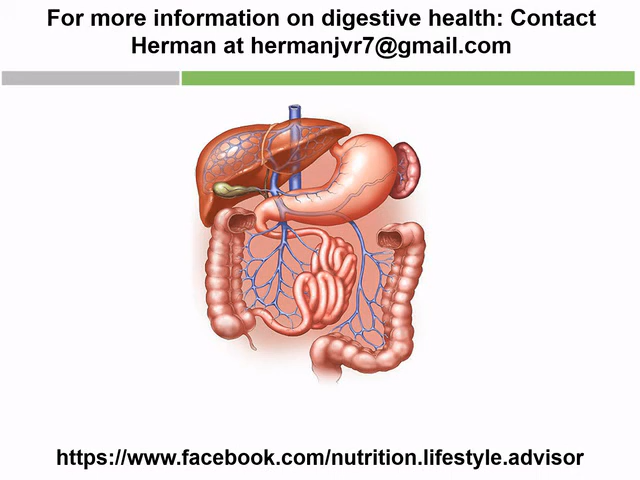 For more information on digestive health: Contact
Herman at hermanjvr7@gmail.com
https://www.facebook.com/nutrition.lifestyle.advisor